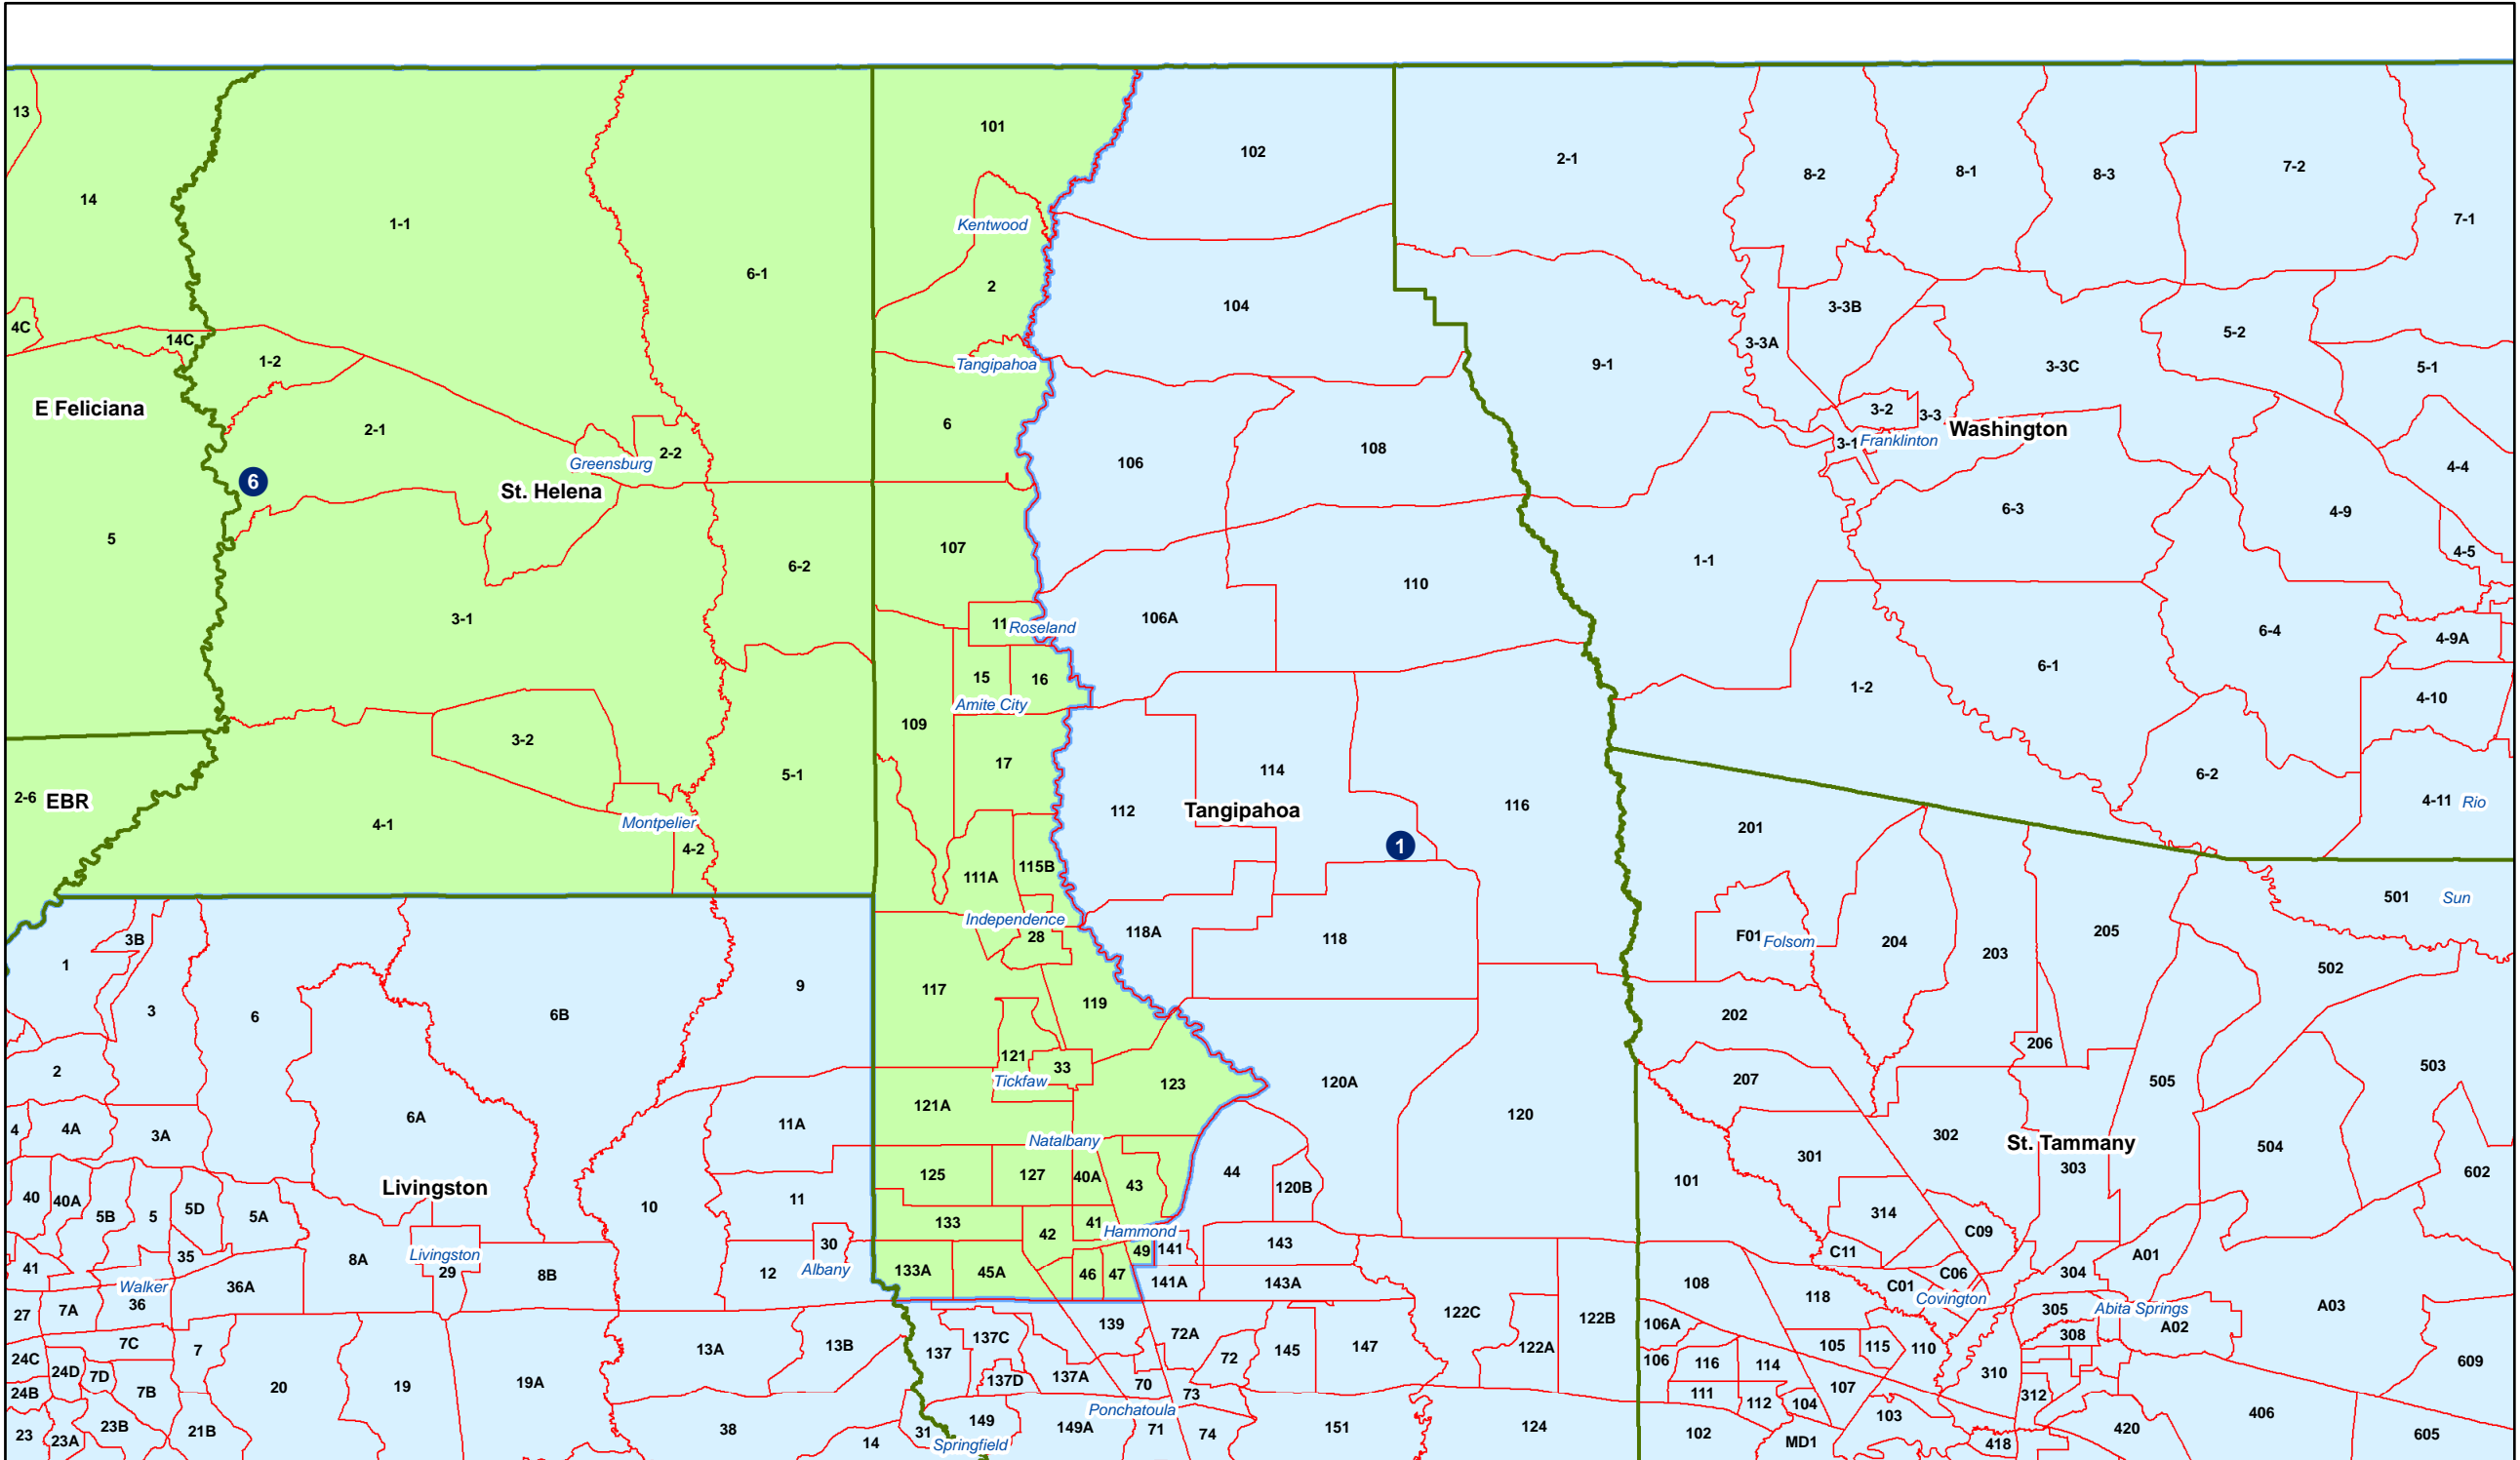 13
101
102
2-1
8-2
8-1
8-3
7-2
14
1-1
Kentwood
7-1
6-1
2
104
3-3B
4C
14C
1-2
Tangipahoa
3-3A
9-1
3-3C
5-2
5-1
E Feliciana
2-1
6
3-2
3-3
Washington
2-2
Greensburg
106
108
3-1
Franklinton
4-4
6
St. Helena
5
107
6-3
4-9
4-5
6-2
1-1
110
3-1
11
Roseland
106A
6-4
4-9A
15
16
6-1
1-2
4-10
Amite City
109
3-2
17
5-1
114
6-2
2-6
EBR
112
Tangipahoa
116
4-11
Rio
4-1
Montpelier
201
4-2
1
111A
115B
501
Sun
Independence
28
118A
118
F01
Folsom
204
205
3B
1
203
502
9
117
119
3
6
6B
202
206
121
33
Tickfaw
2
123
120A
207
505
503
121A
120
6A
4
4A
3A
11A
Natalbany
302
St. Tammany
504
301
303
40
40A
5B
5
5D
5A
Livingston
10
11
125
127
40A
43
44
120B
101
602
133
42
41
Hammond
314
C09
30
49
141
143
C11
A01
41
35
8A
Livingston
29
8B
12
Albany
133A
45A
46
47
141A
143A
108
C01
C06
304
Walker
36
36A
118
Covington
27
7A
122C
122B
305
Abita Springs
A02
A03
7C
7
13A
13B
137
137C
139
72A
106A
308
24C
24D
7D
7B
20
19
19A
137D
137A
70
72
73
145
147
122A
106
116
114
105
115
110
310
609
24B
111
112
104
107
312
Ponchatoula
23
23A
23B
21B
38
14
31
149
Springfield
149A
71
74
151
124
102
MD1
103
418
420
406
605